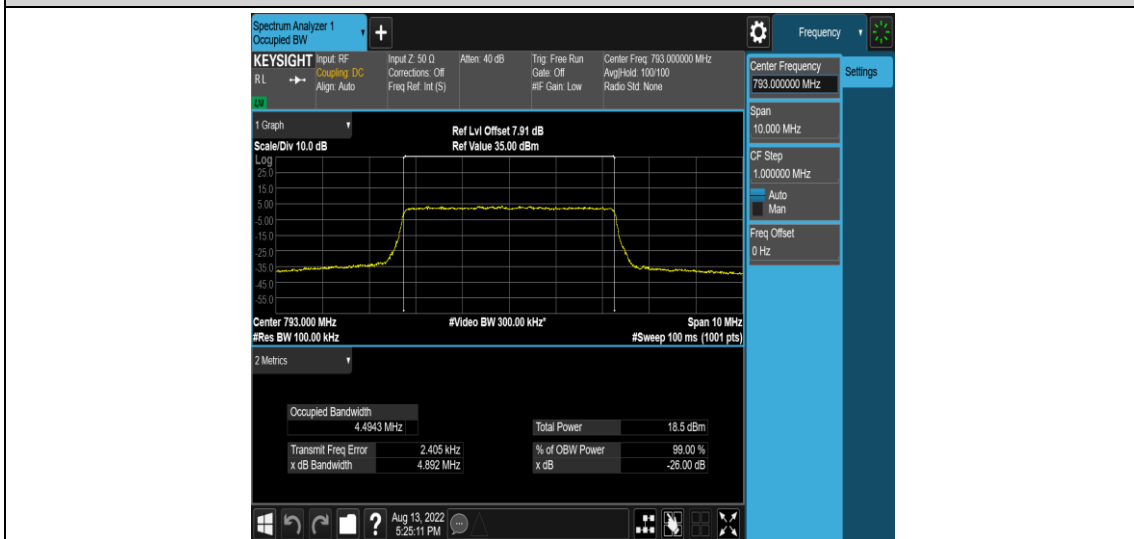 Spectrum Analyzer 1
Occupied BW
+
Frequency
KEYSIGHT
RL
Input: RF
Coupling: DC
Align: Auto
Input Z: 50 Ω
Corrections: Off
Freq Ref: Int (S)
Atten: 40 dB
Trig: Free Run
Gate: Off
#IF Gain: Low
Center Freq: 793.000000 MHz
Avg|Hold: 100/100
Radio Std: None
Center Frequency
793.000000 MHz
Settings
Span
10.000 MHz
CF Step
1.000000 MHz
Auto
Man
Freq Offset
0 Hz
1 Graph
Scale/Div 10.0 dB
Ref Lvl Offset 7.91 dB
Ref Value 35.00 dBm
Log
25.0
15.0
5.00
-5.00
-15.0
-25.0
-35.0
-45.0
-55.0
Center 793.000 MHz
#Video BW 300.00 kHz*
Span 10 MHz
#Res BW 100.00 kHz
#Sweep 100 ms (1001 pts)
2 Metrics
Occupied Bandwidth
4.4943 MHz
Total Power 18.5 dBm
Transmit Freq Error 2.405 kHz
% of OBW Power 99.00 %
x dB Bandwidth 4.892 MHz
x dB -26.00 dB
?
Aug 13, 2022
5:25:11 PM